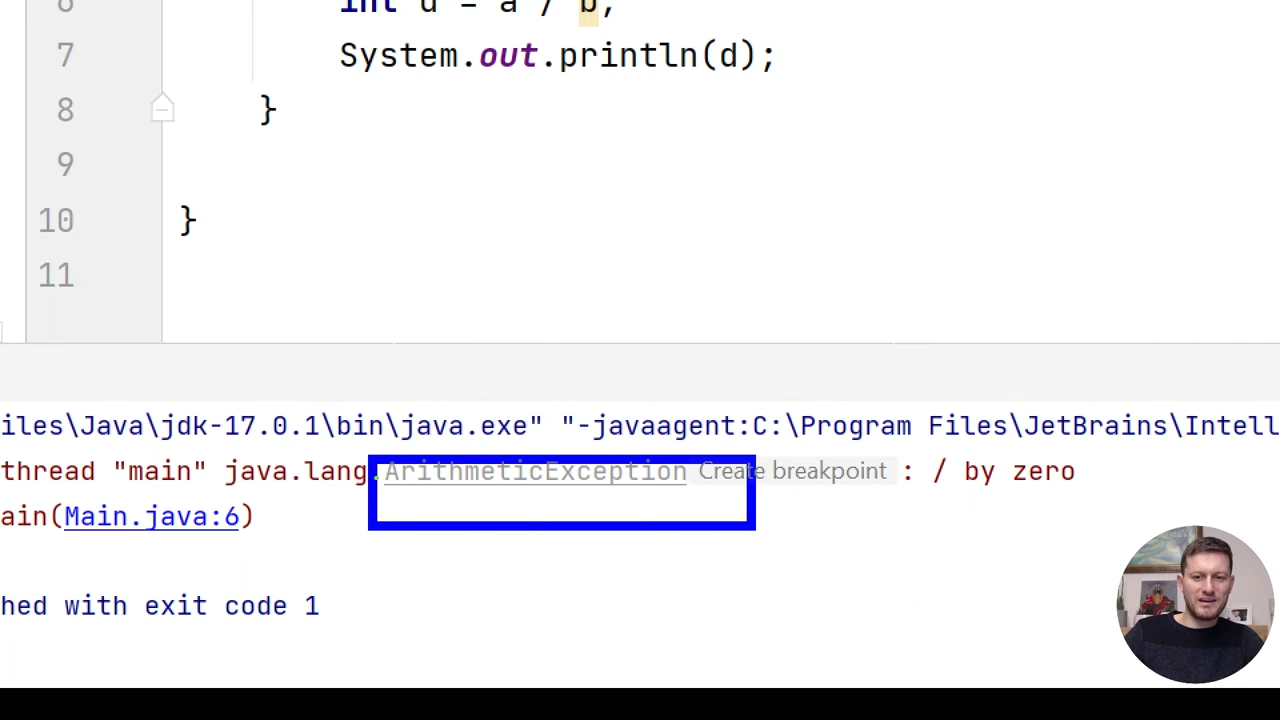 6 int d = a / b;
7 System.out.println(d);
8 }
9
10 }
11
iles\Java\jdk-17.0.1\bin\java.exe" "-javaagent:C:\Program Files\JetBrains\Intell
thread "main" java.lang.ArithmeticException Create breakpoint : / by zero
ain(Main.java:6)
hed with exit code 1